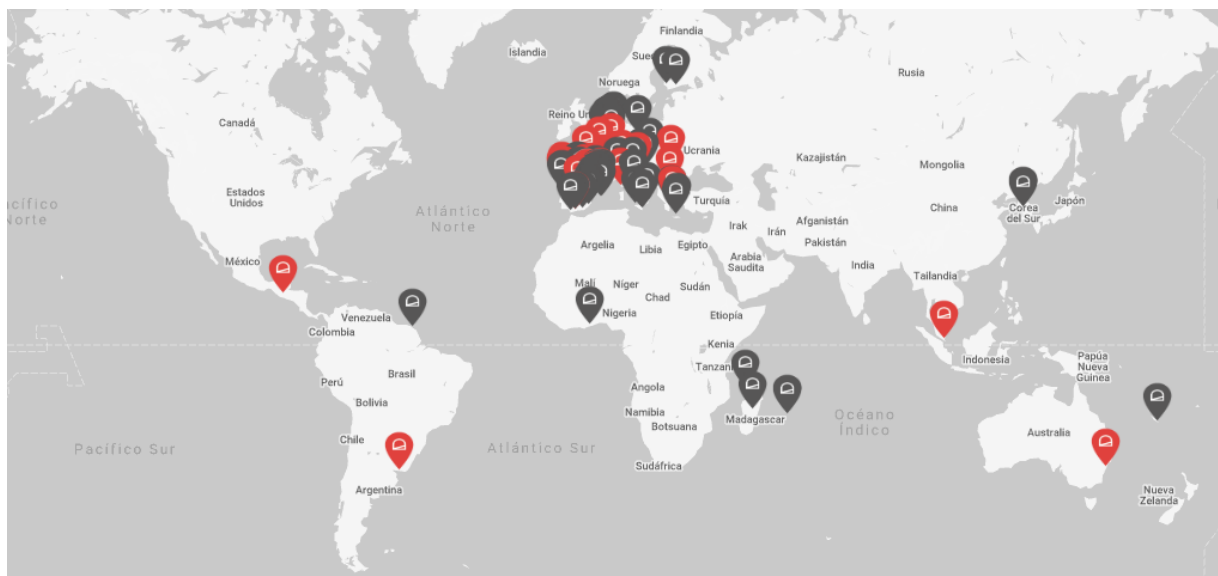 Finlandia
Islandia
Suec
Rusia
Noruega
Reino Un
Canadá
Ucrania
Kazajistán
Mongolia
Estados
Unidos
acífico
Norte
Atlántico
Norte
Turquía
China
Corea
del Sur
Japón
Afganistán
Irak
Irán
Pakistán
Argelia
Libia
Egipto
Arabia
Saudita
India
México
Tailandia
Malí
Níger
Chad
Sudán
Nigeria
Etiopía
Venezuela
Colombia
Kenia
Tanzani
Indonesia
Papúa
Nueva
Guinea
Perú
Brasil
Angola
Bolivia
Namibia
Botsuana
Madagascar
Océano
Índico
Australia
Chile
Pacífico Sur
Atlántico Sur
Sudáfrica
Argentina
Nueva
Zelanda